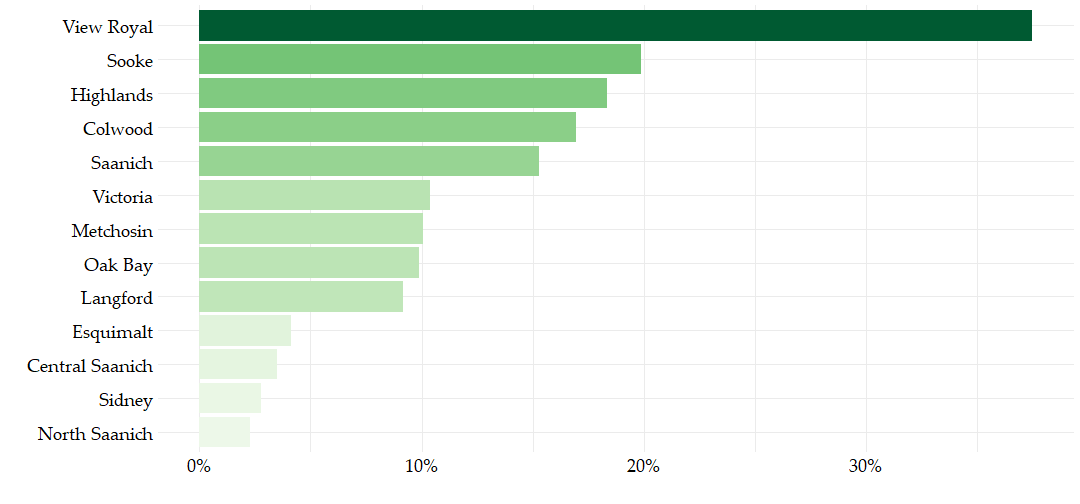 View Royal
Sooke
Highlands
Colwood
Saanich
Victoria
Metchosin
Oak Bay
Langford
Esquimalt
Central Saanich
Sidney
North Saanich
0% 10% 20% 30%